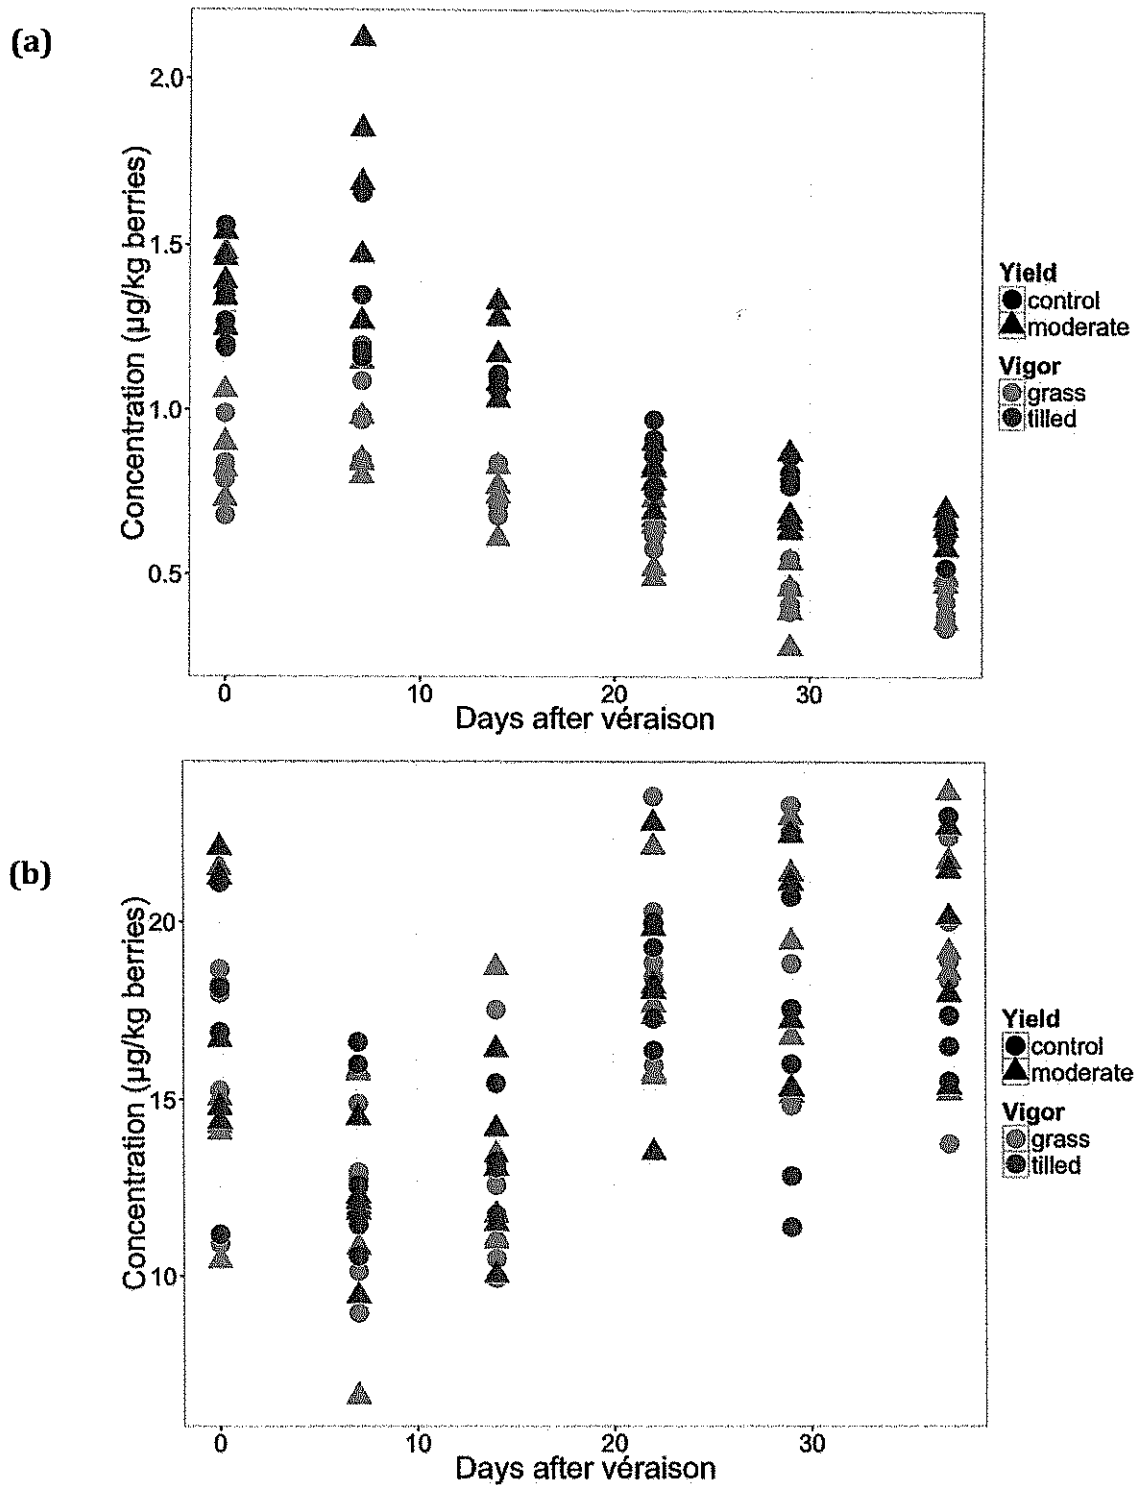 (a)
Concentration (µg/kg berries)
2.0
1.5
1.0
0.5
0
10
20
30
Days after véraison
Yield
control
moderate
Vigor
grass
tilled
(b)
Concentration (µg/kg berries)
20
15
10
0
10
20
30
Days after véraison
Yield
control
moderate
Vigor
grass
tilled